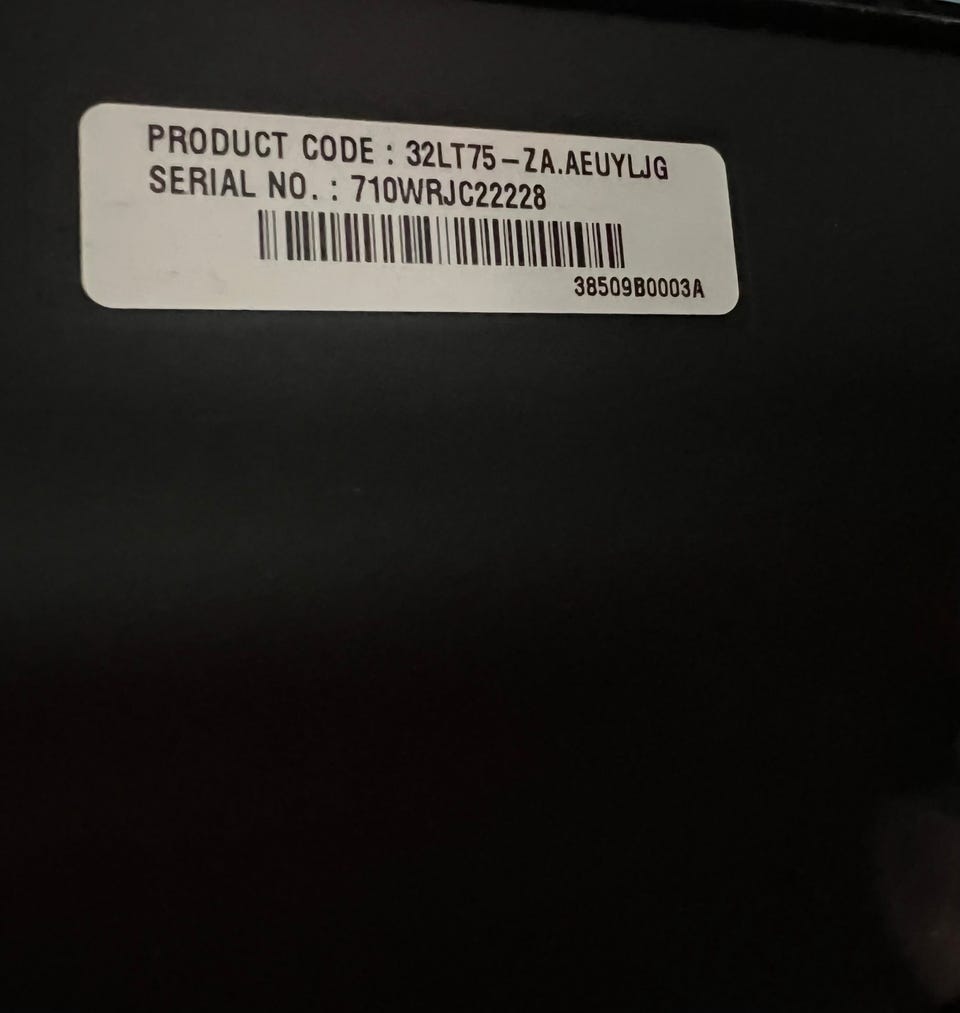 PRODUCT CODE : 32LT75-ZA.AEUYLJG
SERIAL NO. : 710WRJC22228
38509B0003A